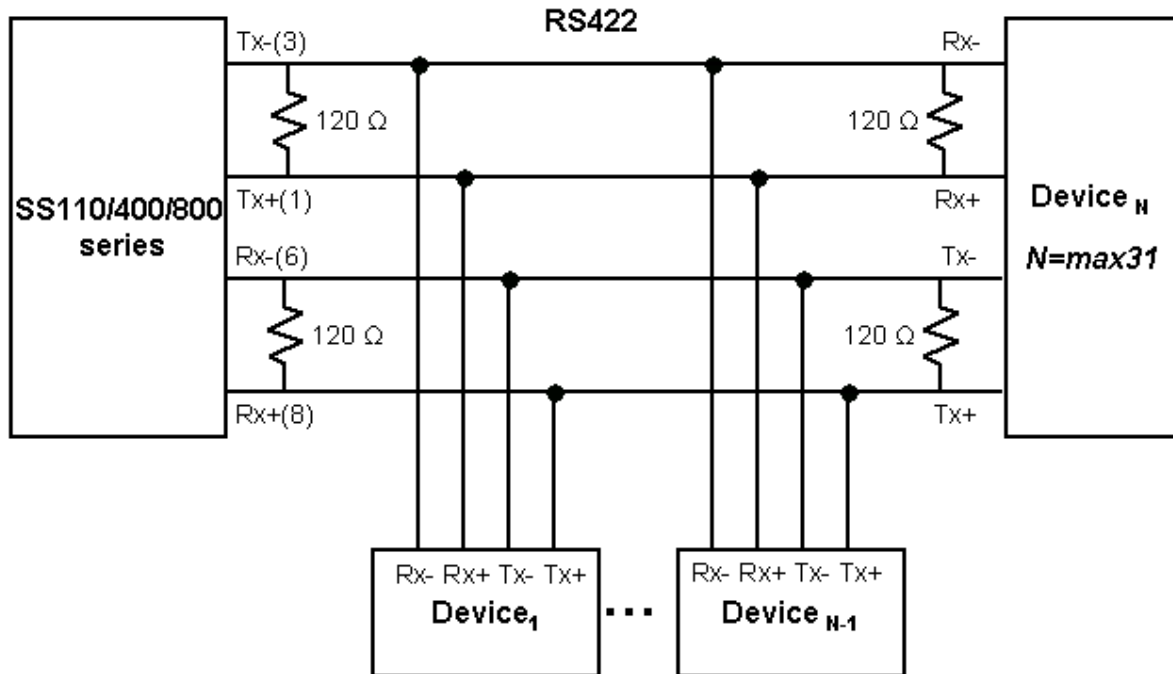 RS422
Tx-(3)
Rx-
120 Ω
120 Ω
Tx+(1)
Rx+
SS110/400/800
series
Device N
N=max31
Rx-(6)
Tx-
120 Ω
120 Ω
Rx+(8)
Tx+
Rx- Rx+ Tx- Tx+
Device1
...
Rx- Rx+ Tx- Tx+
Device N-1